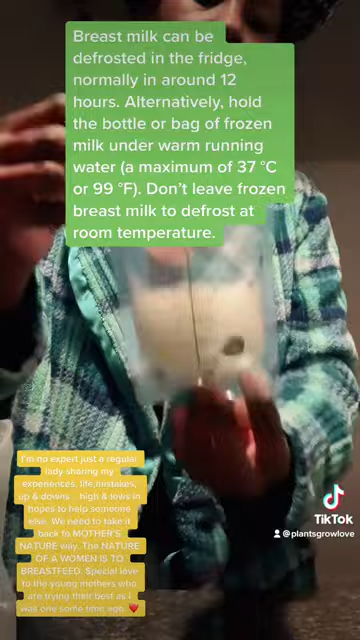 Breast milk can be
defrosted in the fridge,
normally in around 12
hours. Alternatively, hold
the bottle or bag of frozen
milk under warm running
water (a maximum of 37 °C
or 99 °F). Don't leave frozen
breast milk to defrost at
room temperature.
I'm no expert just a regular
lady sharing my
experiences, life,mistakes,
up & downs .. high & lows in
hopes to help someone
else. We need to take it
back to MOTHER'S
NATURE way. The NATURE
OF A WOMEN IS TO
BREASTFEED. Special love
to the young mothers who
are trying their best as I
was one some time ago. ❤️
TikTok
@plantsgrowlove